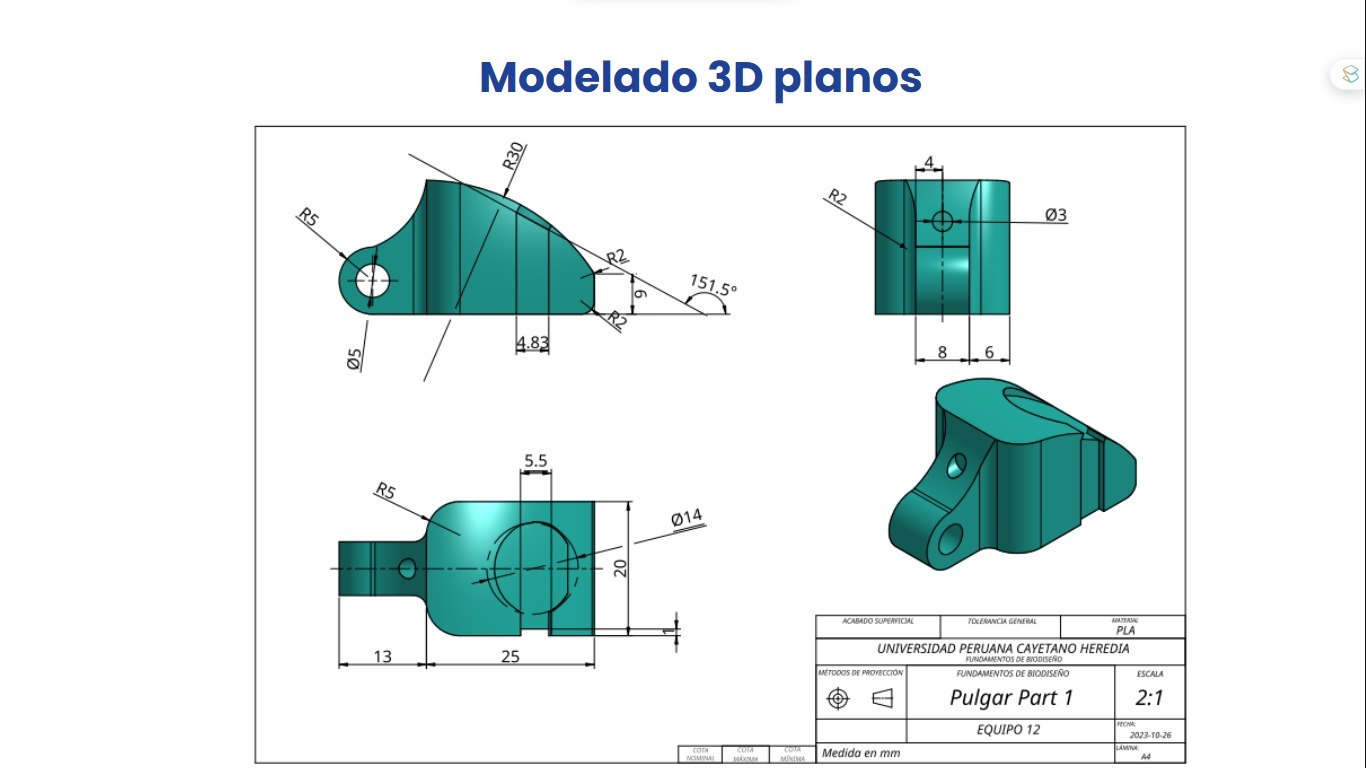 Modelado 3D planos
R30
R5
R2
6
151.5°
R2
4.83
Ø5
4
R2
Ø3
8
6
5.5
R5
Ø14
20
1
13
25
ACABADO SUPERFICIAL
TOLERANCIA GENERAL
MATERIAL
PLA
UNIVERSIDAD PERUANA CAYETANO HEREDIA
FUNDAMENTOS DE BIODISEÑO
MÉTODOS DE PROYECCIÓN
FUNDAMENTOS DE BIODISEÑO
ESCALA
Pulgar Part 1
2:1
EQUIPO 12
FECHA:
2023-10-26
COTA NOMINAL
COTA MÁXIMA
COTA MÍNIMA
Medida en mm
LÁMINA:
A4